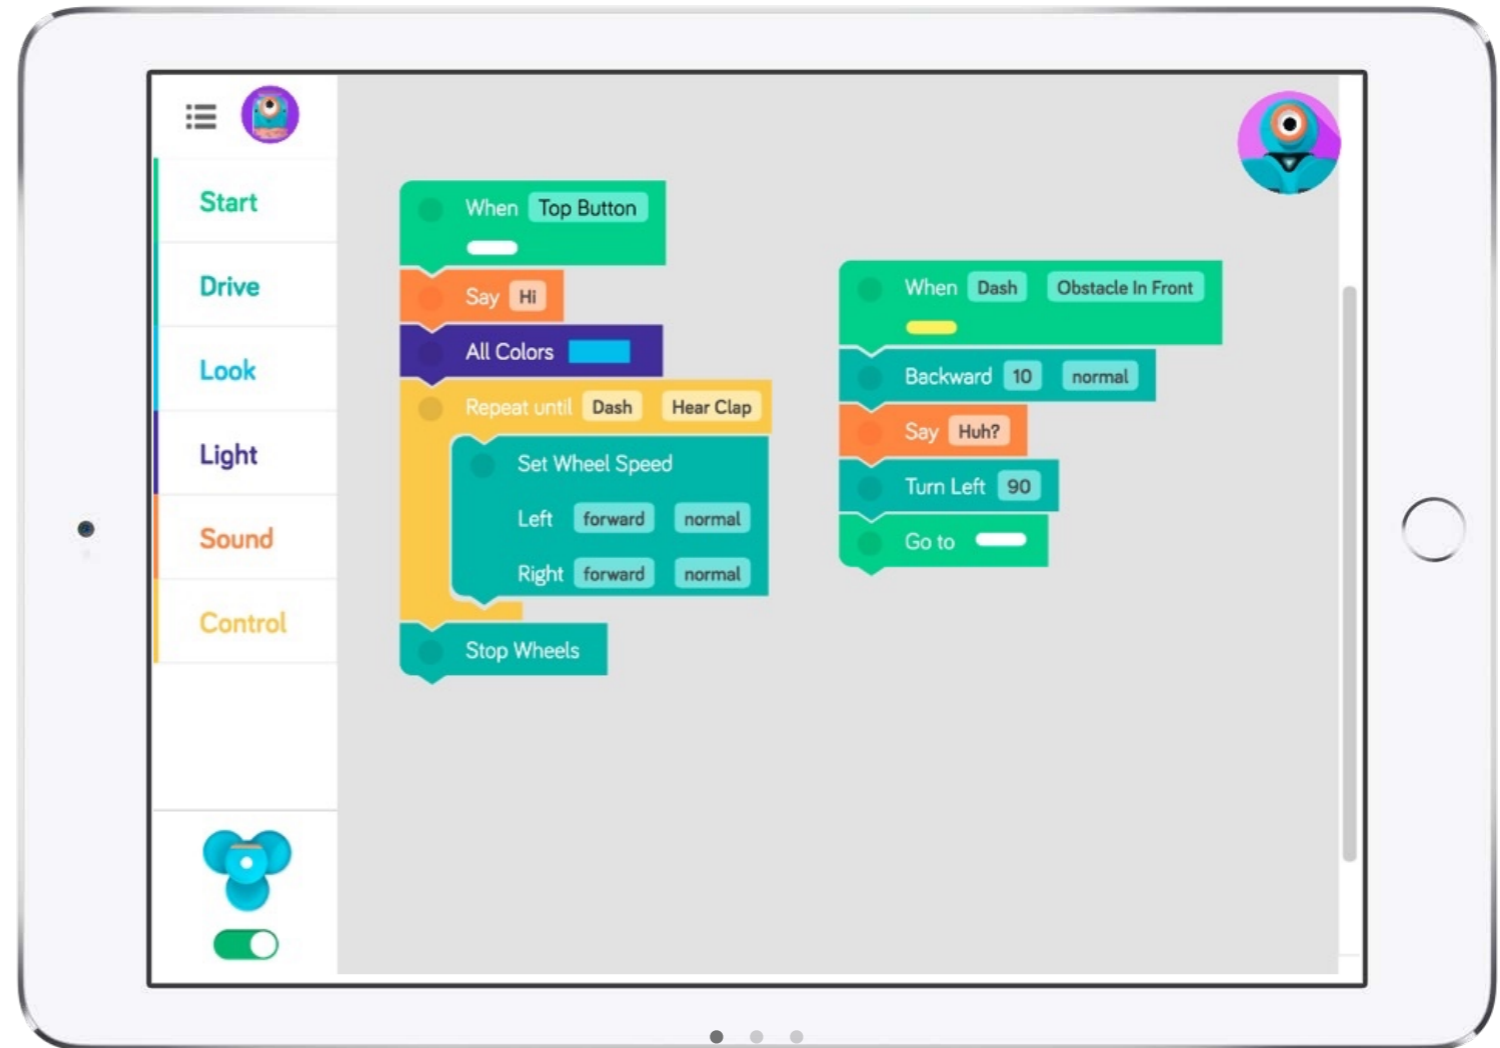 Start
Drive
Look
Light
Sound
Control
When Top Button
Say Hi
All Colors
Repeat until Dash Hear Clap
Set Wheel Speed
Left forward normal
Right forward normal
Stop Wheels
When Dash Obstacle In Front
Backward 10 normal
Say Huh?
Turn Left 90
Go to